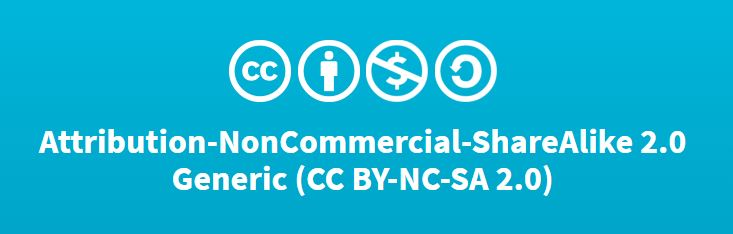 CC
Attribution-NonCommercial-ShareAlike 2.0
Generic (CC BY-NC-SA 2.0)